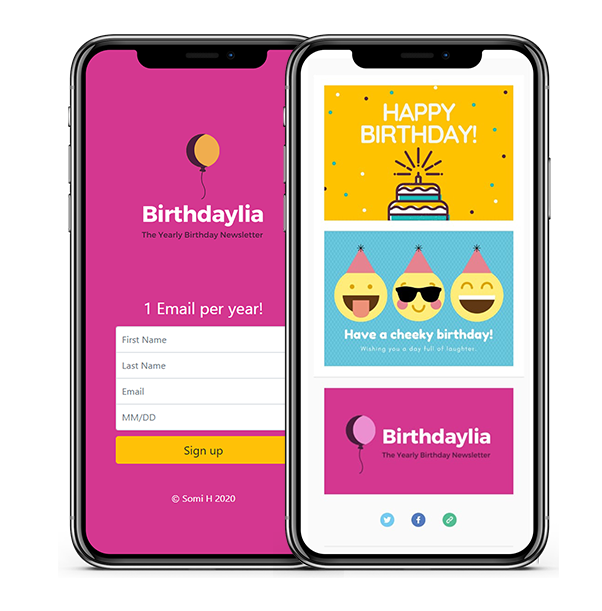 Birthdaylia
The Yearly Birthday Newsletter
1 Email per year!
First Name
Last Name
Email
MM/DD
Sign up
© Somi H 2020
HAPPY
BIRTHDAY!
Have a cheeky birthday!
Wishing you a day full of laughter.
Birthdaylia
The Yearly Birthday Newsletter